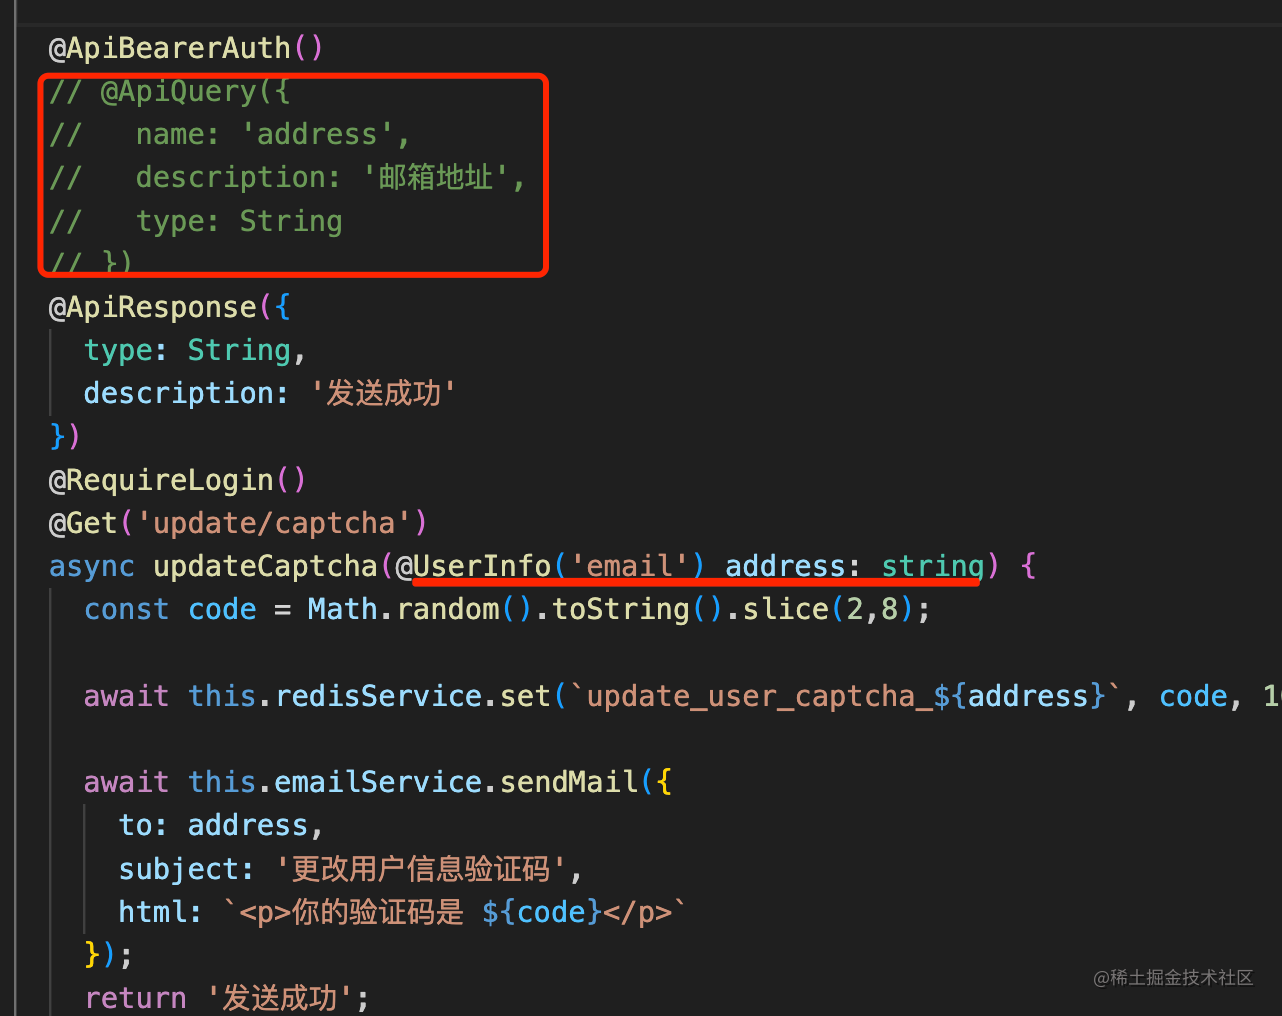 @ApiBearerAuth()
// @ApiQuery({
//   name: 'address',
//   description: '邮箱地址',
//   type: String
// })
@ApiResponse({
  type: String,
  description: '发送成功'
})
@RequireLogin()
@Get('update/captcha')
async updateCaptcha(@UserInfo('email') address: string) {
  const code = Math.random().toString().slice(2,8);
  await this.redisService.set(`update_user_captcha_${address}`, code, 
  await this.emailService.sendMail({
    to: address,
    subject: '更改用户信息验证码',
    html: `<p>你的验证码是 ${code}</p>`
  });
  return '发送成功';
@稀土掘金技术社区